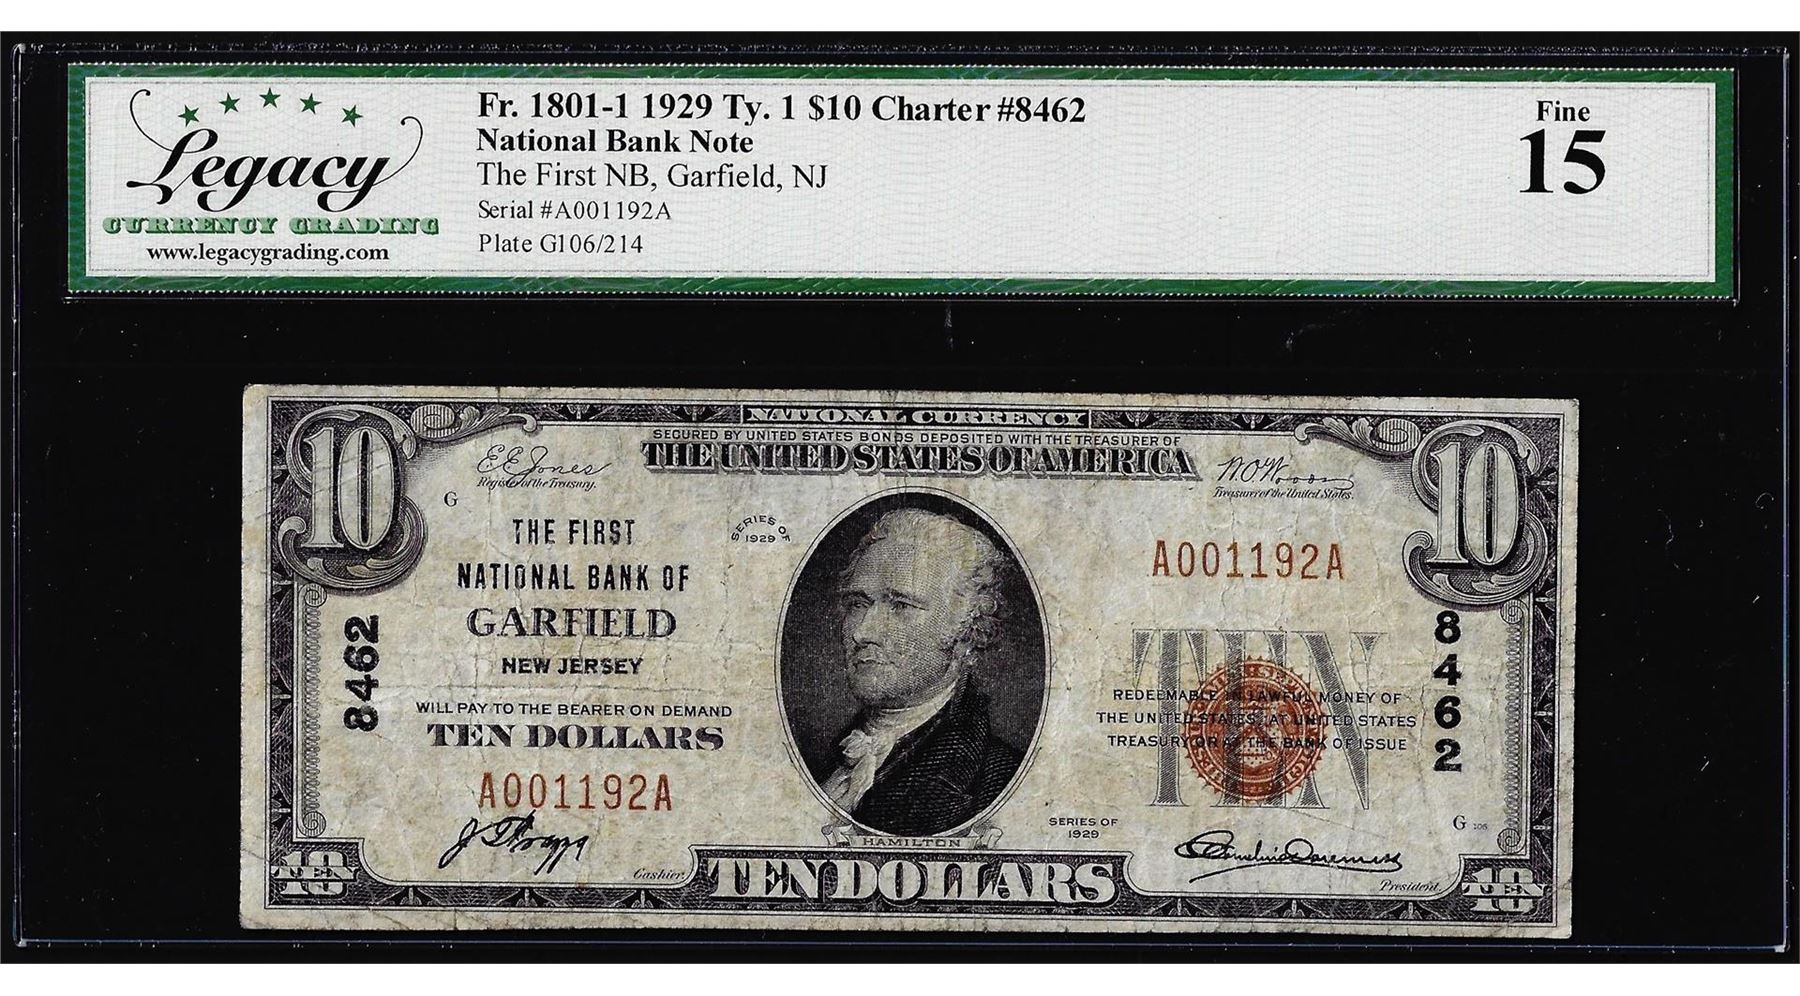 Legacy
CURRENCY GRADING
www.legacygrading.com
Fr. 1801-1 1929 Ty. 1 $10 Charter #8462
National Bank Note
The First NB, Garfield, NJ
Serial #A001192A
Plate G106/214
Fine
15
NATIONAL CURRENCY
SECURED BY UNITED STATES BONDS DEPOSITED WITH THE TREASURER OF
THE UNITED STATES OF AMERICA
10
10
E E Jones
Register of the Treasury.
W.O. Woods
Treasurer of the United States.
G
THE FIRST
NATIONAL BANK OF
GARFIELD
NEW JERSEY
SERIES OF
1929
A001192A
8462
8462
WILL PAY TO THE BEARER ON DEMAND
TEN DOLLARS
A001192A
TEN
REDEEMABLE IN LAWFUL MONEY OF
THE UNITED STATES AT UNITED STATES
TREASURY OR AT THE BANK OF ISSUE
SERIES OF
1929
G 106
HAMILTON
Cashier.
President.
TEN
10
TEN DOLLARS
TEN
10